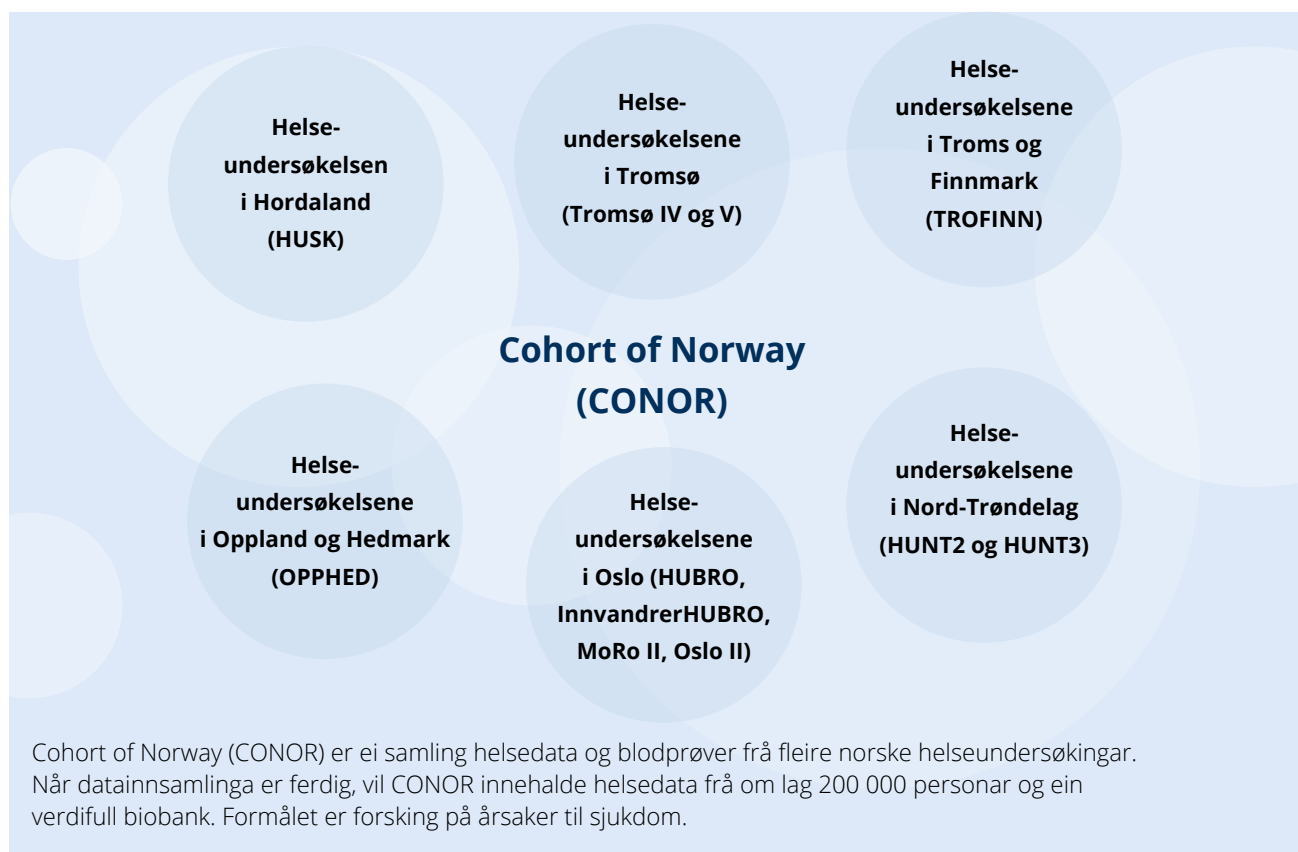 Helse-
undersøkelsen
i Hordaland
(HUSK)
Helse-
undersøkelsene
i Tromsø
(Tromsø IV og V)
Helse-
undersøkelsene
i Troms og
Finnmark
(TROFINN)
Cohort of Norway
(CONOR)
Helse-
undersøkelsene
i Oppland og Hedmark
(OPPHED)
Helse-
undersøkelsene
i Oslo (HUBRO,
InnvandrerHUBRO,
MoRo II, Oslo II)
Helse-
undersøkelsene
i Nord-Trøndelag
(HUNT2 og HUNT3)
Cohort of Norway (CONOR) er ei samling helsedata og blodprøver frå fleire norske helseundersøkingar.
Når datainnsamlinga er ferdig, vil CONOR innehalde helsedata frå om lag 200 000 personar og ein
verdifull biobank. Formålet er forsking på årsaker til sjukdom.